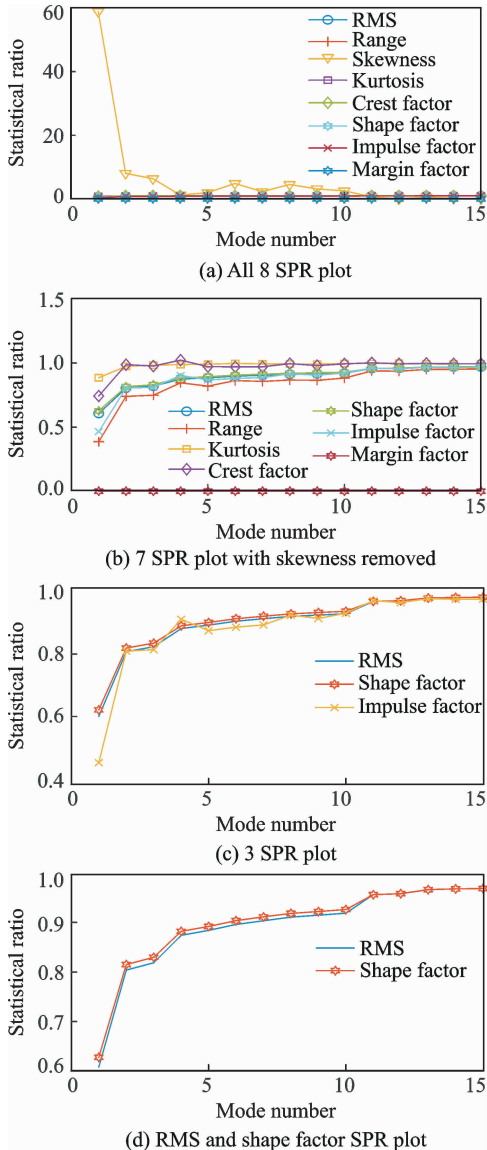 60
40
20
0
Statistical ratio
RMS
Range
Skewness
Kurtosis
Crest factor
Shape factor
Impulse factor
Margin factor
0 5 10 15
Mode number
(a) All 8 SPR plot
1.5
1.0
0.5
0.0
Statistical ratio
RMS
Range
Kurtosis
Crest factor
Shape factor
Impulse factor
Margin factor
0 5 10 15
Mode number
(b) 7 SPR plot with skewness removed
1.0
0.8
0.6
0.4
Statistical ratio
RMS
Shape factor
Impulse factor
0 5 10 15
Mode number
(c) 3 SPR plot
1.0
0.9
0.8
0.7
0.6
Statistical ratio
RMS
Shape factor
0 5 10 15
Mode number
(d) RMS and shape factor SPR plot